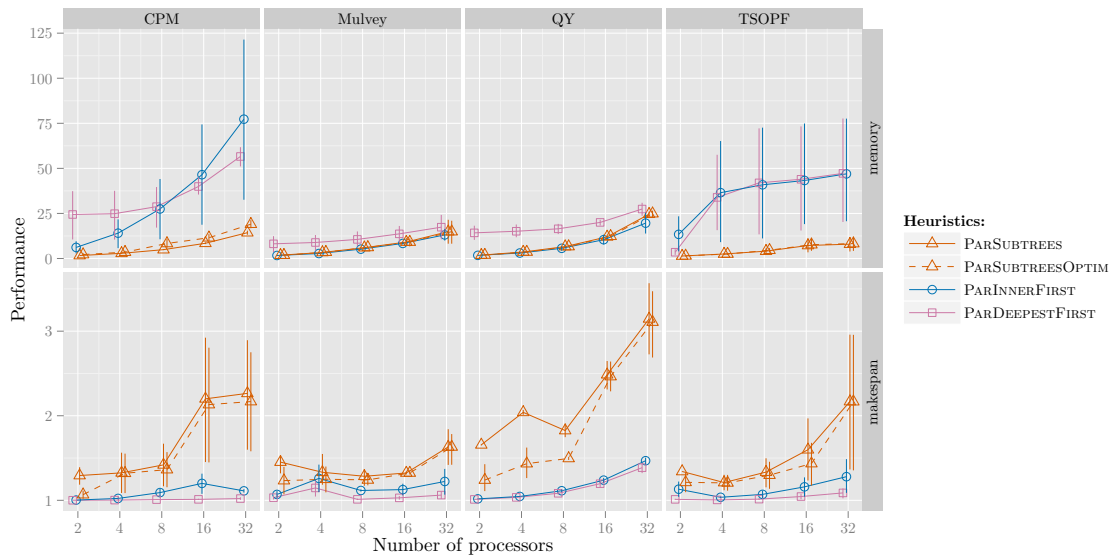 CPM Mulvey QY TSOPF
125
100
75
50
25
0
memory
Performance
3
2
1
makespan
2 4 8 16 32 2 4 8 16 32 2 4 8 16 32 2 4 8 16 32
Number of processors
Heuristics:
PARSUBTREES
PARSUBTREESOPTIM
PARINNERFIRST
PARDEEPESTFIRST